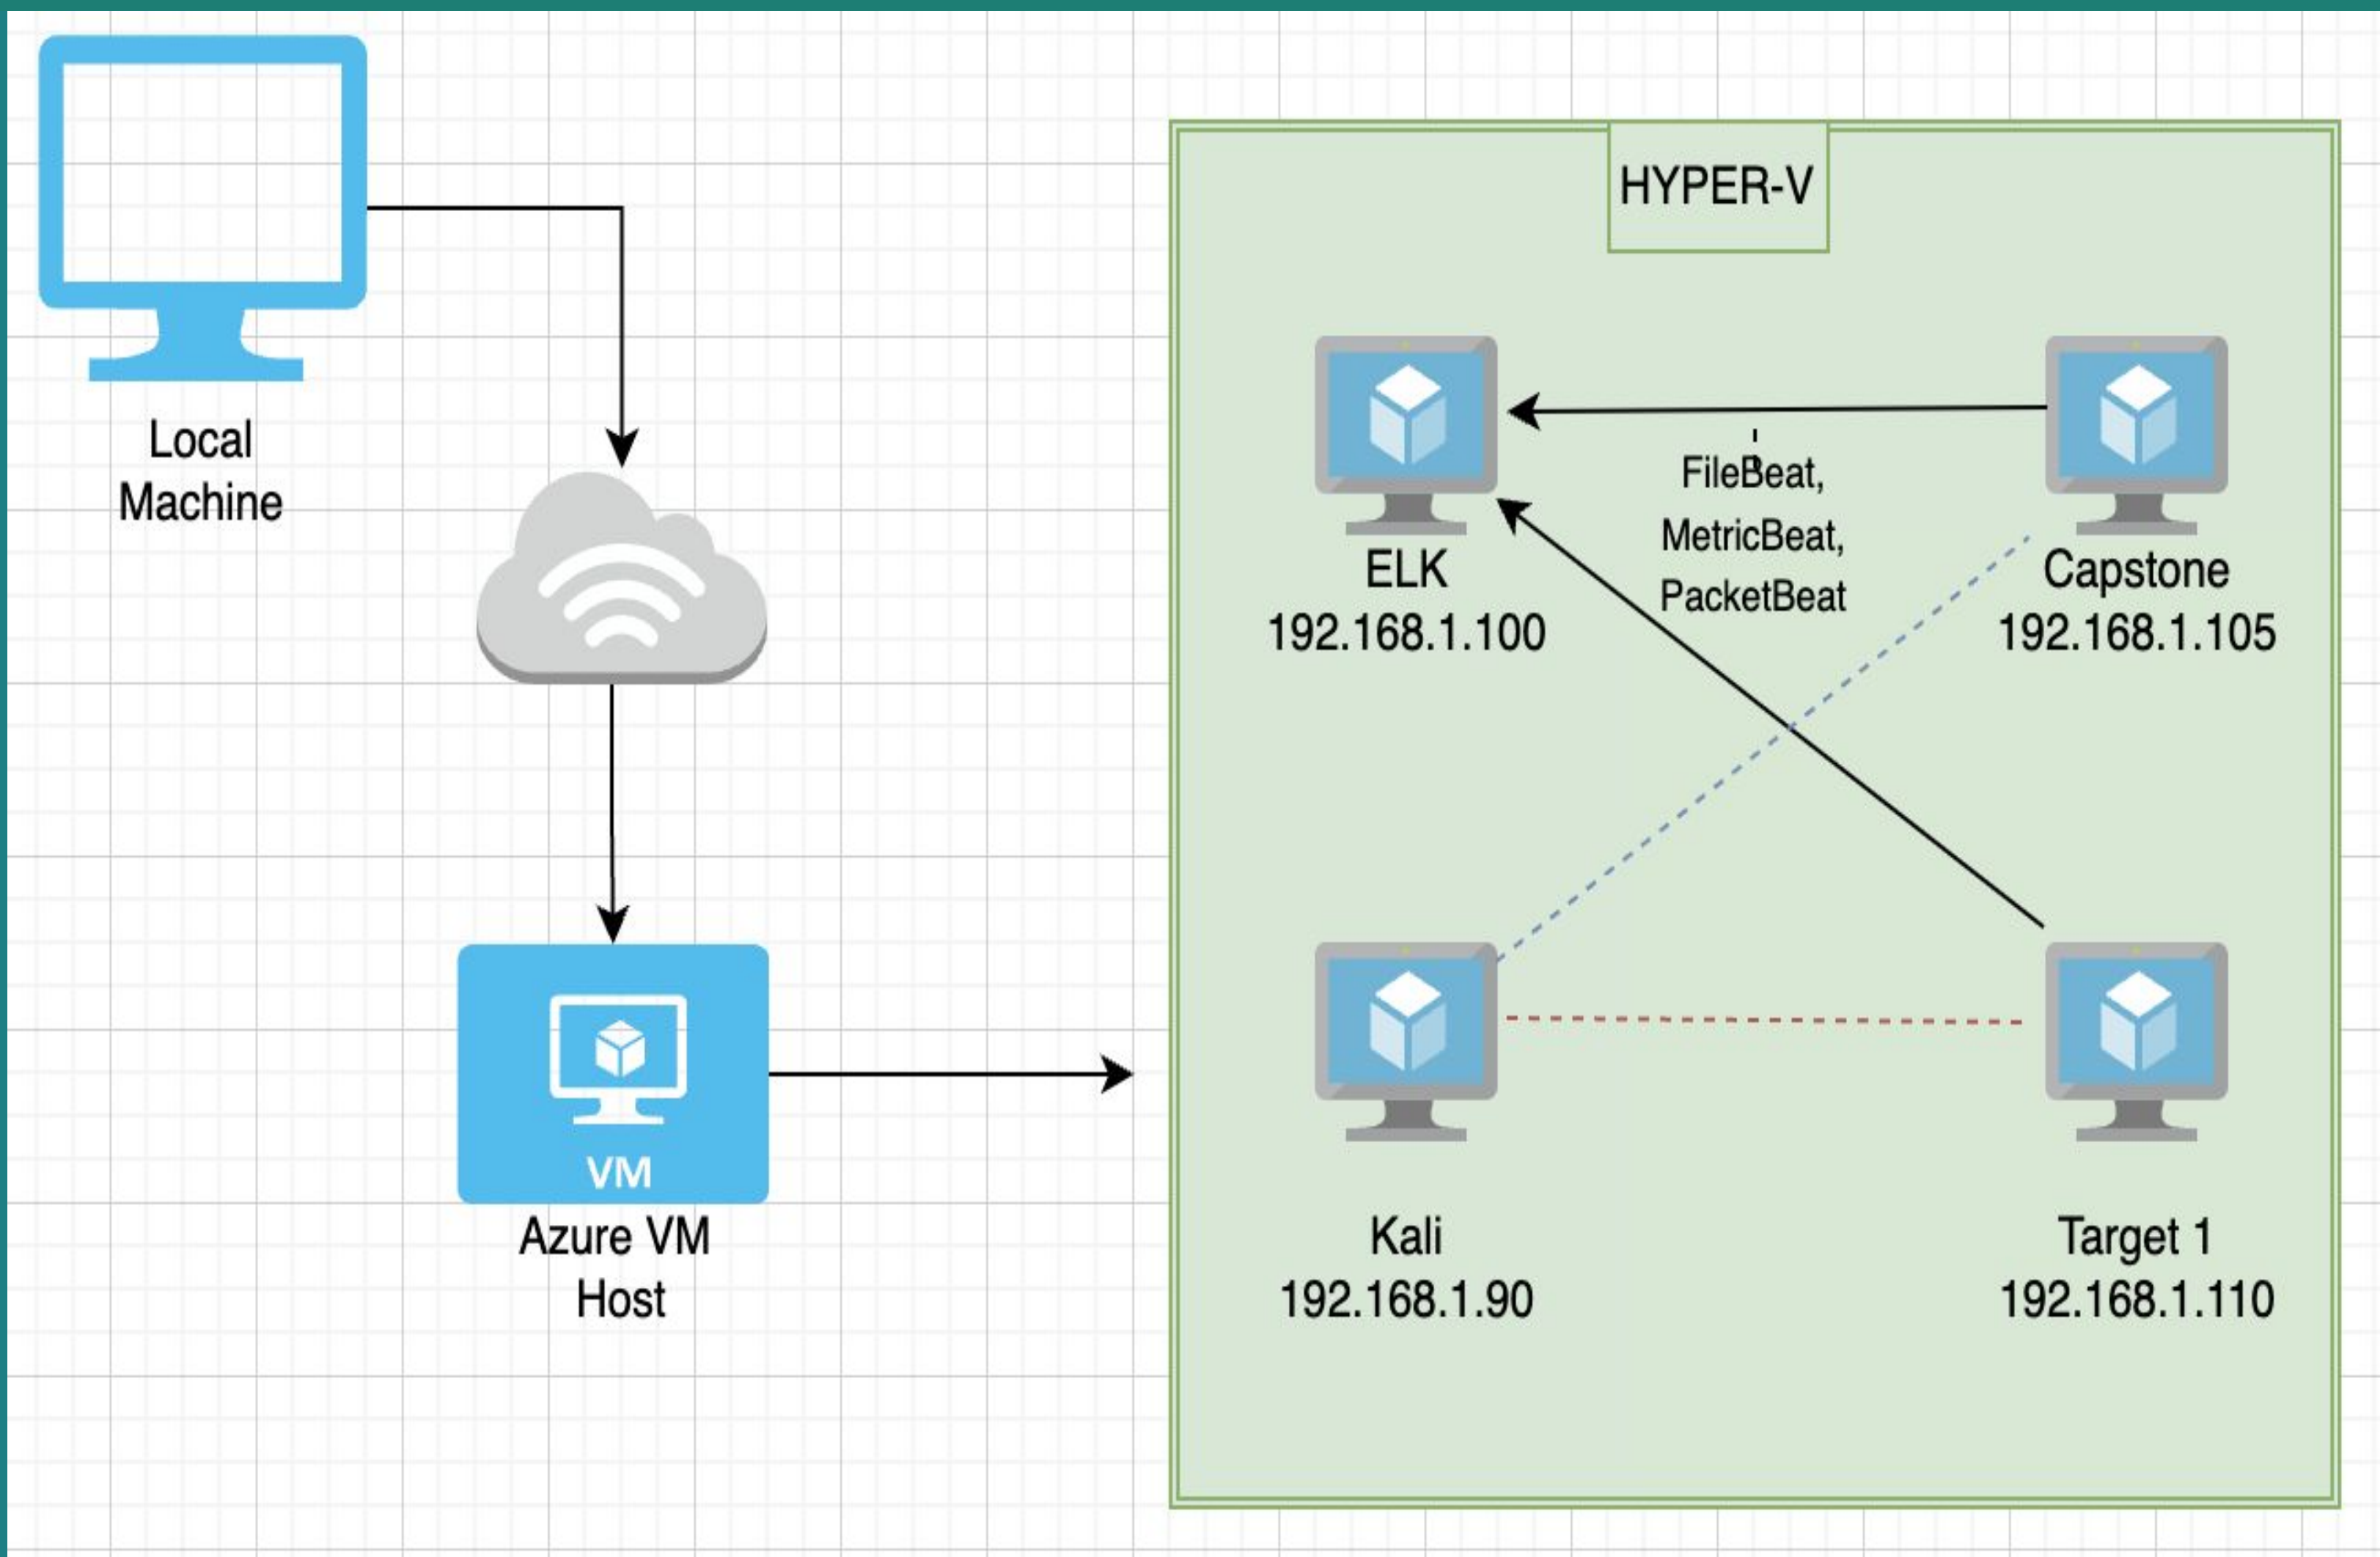 Local
Machine
VM
Azure VM
Host
HYPER-V
ELK
192.168.1.100
FileBeat,
MetricBeat,
PacketBeat
Capstone
192.168.1.105
Kali
192.168.1.90
Target 1
192.168.1.110